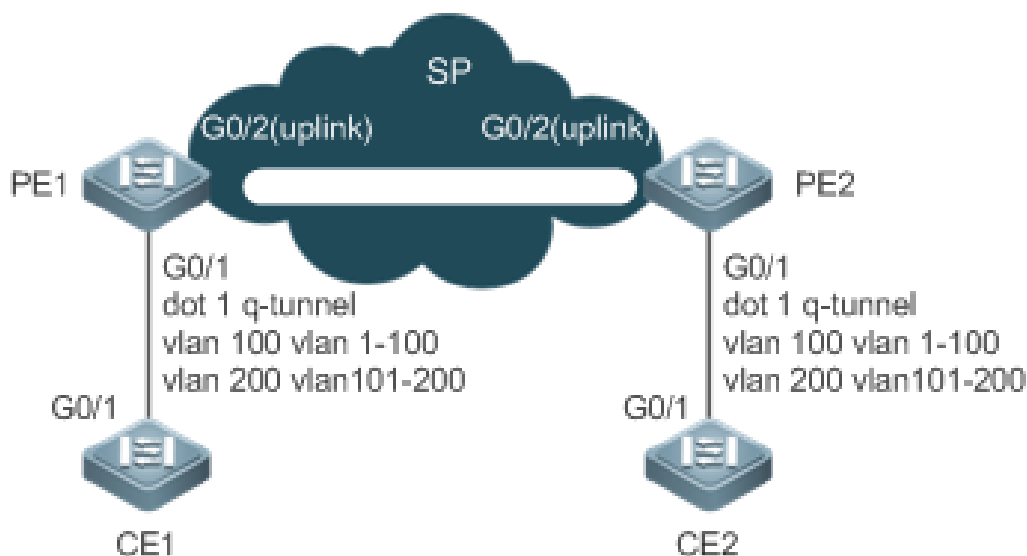 SP
G0/2(uplink)
G0/2(uplink)
PE1
PE2
G0/1
dot 1 q-tunnel
vlan 100 vlan 1-100
vlan 200 vlan101-200
G0/1
dot 1 q-tunnel
vlan 100 vlan 1-100
vlan 200 vlan101-200
G0/1
G0/1
CE1
CE2